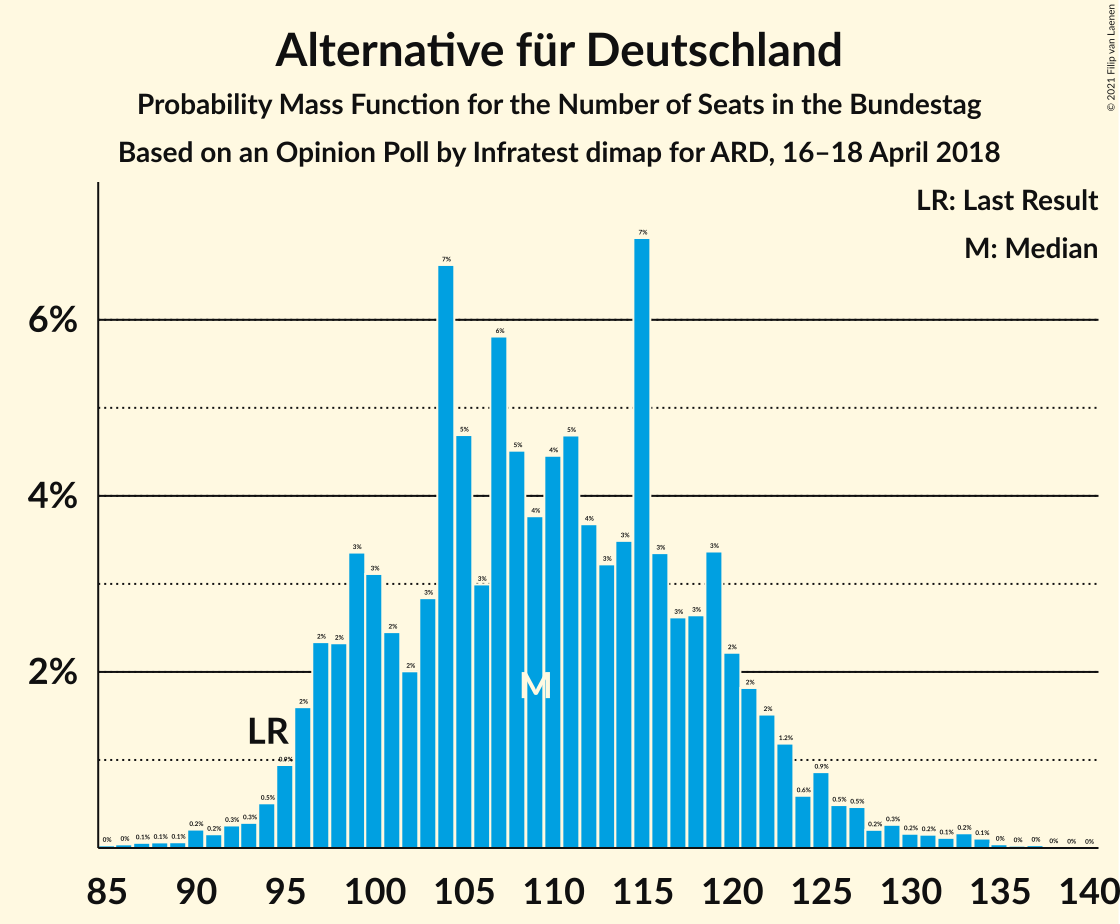 Alternative für Deutschland
Probability Mass Function for the Number of Seats in the Bundestag
Based on an Opinion Poll by Infratest dimap for ARD, 16–18 April 2018
© 2021 Filip van Laenen
LR: Last Result
M: Median
6%
4%
2%
0% 0% 0.1% 0.1% 0.1% 0.2% 0.2% 0.3% 0.3% 0.5% 0.9% 2% 2% 2% 3% 3% 2% 2% 3% 7% 5% 3% 6% 5% 4% 4% 5% 4% 3% 3% 7% 3% 3% 3% 3% 2% 2% 2% 1.2% 0.6% 0.9% 0.5% 0.5% 0.2% 0.3% 0.2% 0.2% 0.1% 0.2% 0.1% 0% 0% 0% 0% 0% 0%
LR
M
85 90 95 100 105 110 115 120 125 130 135 140